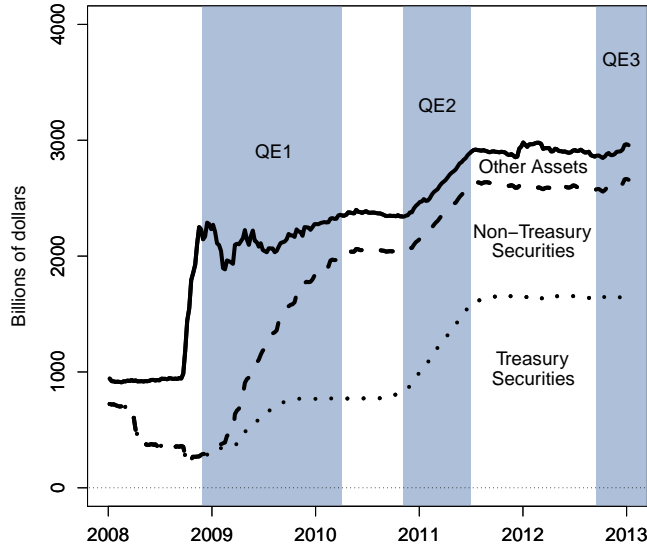 4000
3000
2000
1000
0
Billions of dollars
QE1
QE2
QE3
Other Assets
Non−Treasury
Securities
Treasury
Securities
2008
2009
2010
2011
2012
2013